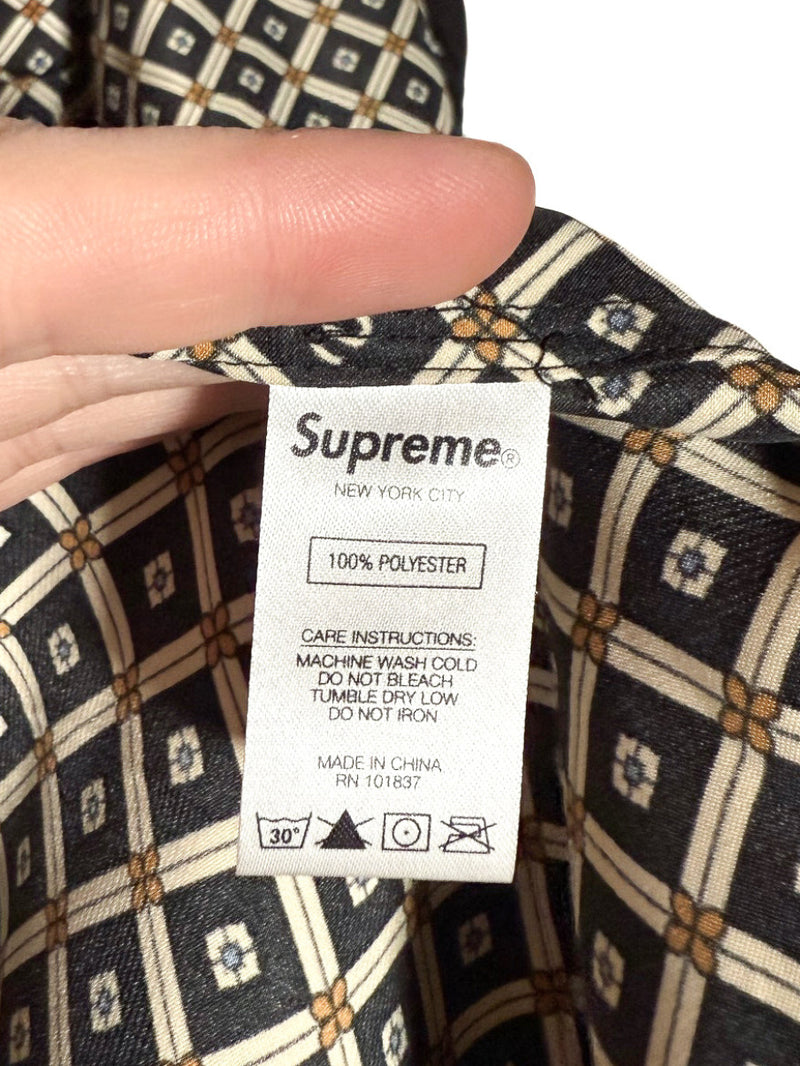 Supreme®
NEW YORK CITY
100% POLYESTER
CARE INSTRUCTIONS:
MACHINE WASH COLD
DO NOT BLEACH
TUMBLE DRY LOW
DO NOT IRON
MADE IN CHINA
RN 101837
30°